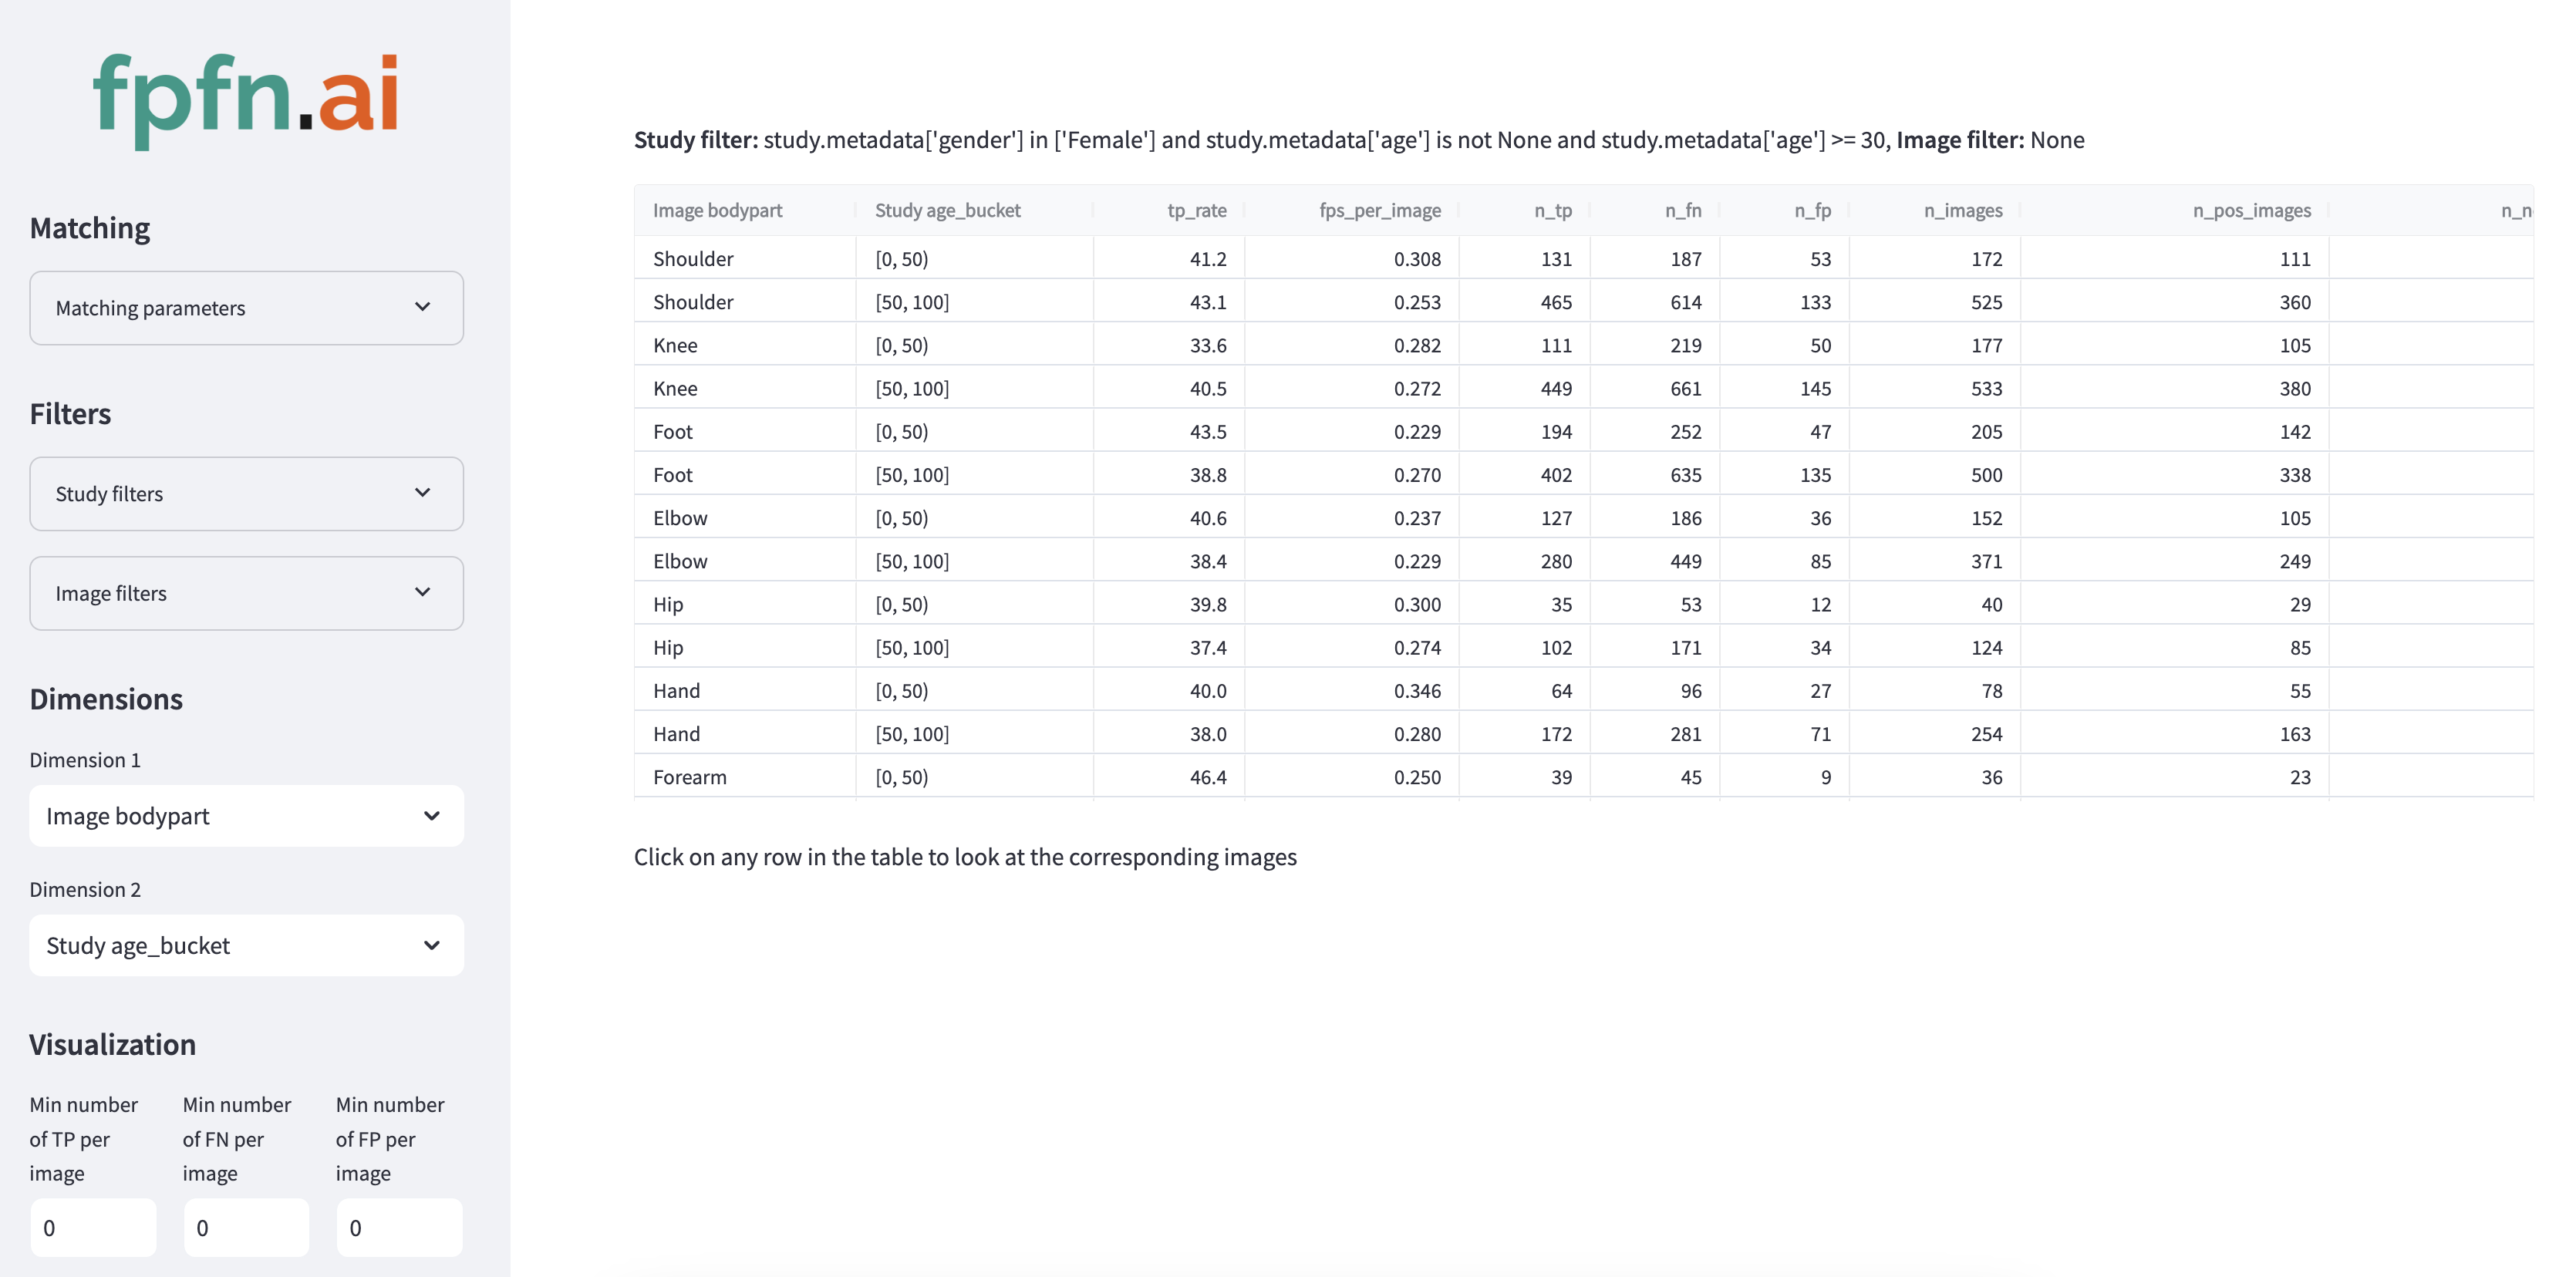 fpfn.ai
Matching
Matching parameters
Filters
Study filters
Image filters
Dimensions
Dimension 1
Image bodypart
Dimension 2
Study age_bucket
Visualization
Min number of TP per image
0
Min number of FN per image
0
Min number of FP per image
0
Study filter: study.metadata['gender'] in ['Female'] and study.metadata['age'] is not None and study.metadata['age'] >= 30, Image filter: None
Image bodypart Study age_bucket tp_rate fps_per_image n_tp n_fn n_fp n_images n_pos_images n_n
Shoulder [0, 50) 41.2 0.308 131 187 53 172 111
Shoulder [50, 100] 43.1 0.253 465 614 133 525 360
Knee [0, 50) 33.6 0.282 111 219 50 177 105
Knee [50, 100] 40.5 0.272 449 661 145 533 380
Foot [0, 50) 43.5 0.229 194 252 47 205 142
Foot [50, 100] 38.8 0.270 402 635 135 500 338
Elbow [0, 50) 40.6 0.237 127 186 36 152 105
Elbow [50, 100] 38.4 0.229 280 449 85 371 249
Hip [0, 50) 39.8 0.300 35 53 12 40 29
Hip [50, 100] 37.4 0.274 102 171 34 124 85
Hand [0, 50) 40.0 0.346 64 96 27 78 55
Hand [50, 100] 38.0 0.280 172 281 71 254 163
Forearm [0, 50) 46.4 0.250 39 45 9 36 23
Click on any row in the table to look at the corresponding images